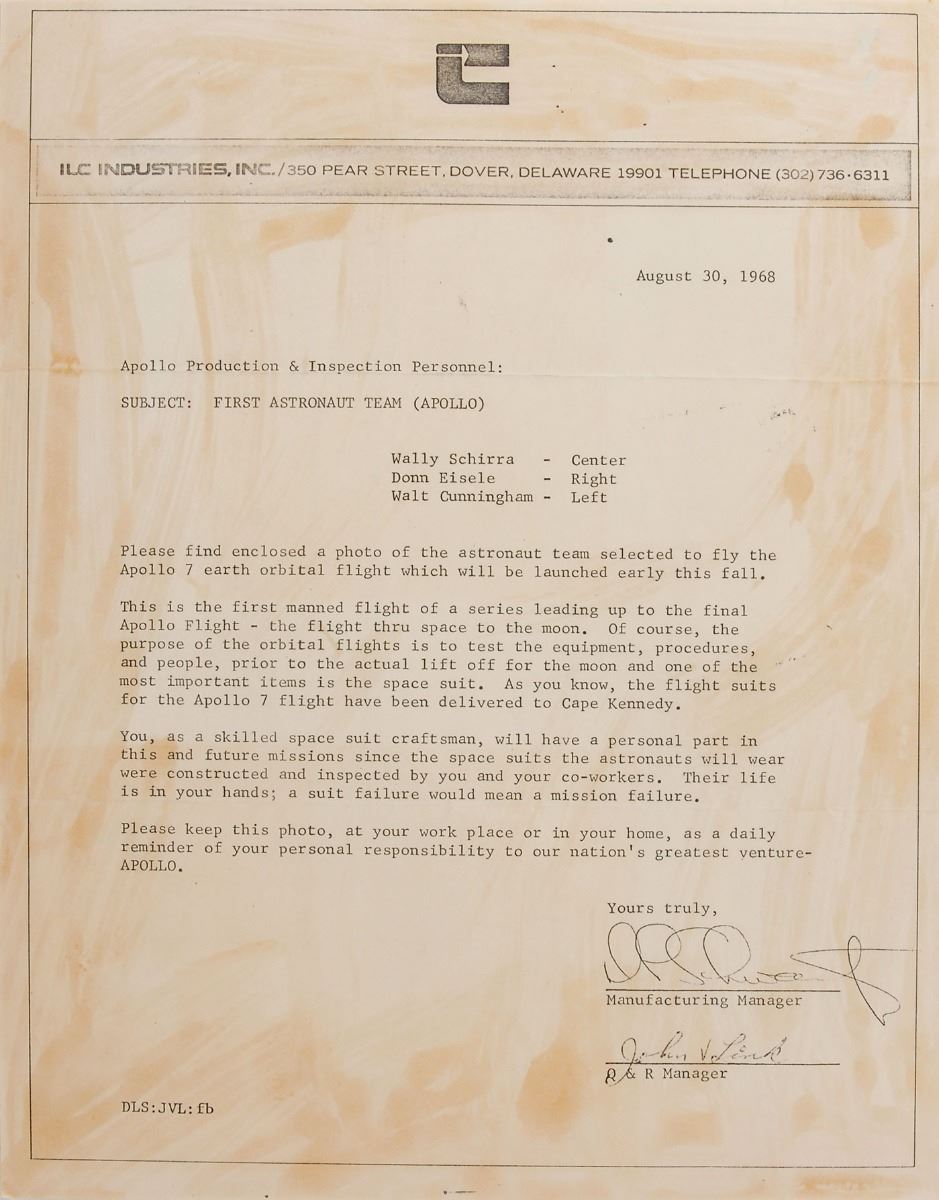 ILC INDUSTRIES, INC./350 PEAR STREET, DOVER, DELAWARE 19901 TELEPHONE (302) 736·6311
August 30, 1968
Apollo Production & Inspection Personnel:
SUBJECT: FIRST ASTRONAUT TEAM (APOLLO)
Wally Schirra - Center
Donn Eisele - Right
Walt Cunningham - Left
Please find enclosed a photo of the astronaut team selected to fly the
Apollo 7 earth orbital flight which will be launched early this fall.
This is the first manned flight of a series leading up to the final
Apollo Flight - the flight thru space to the moon. Of course, the
purpose of the orbital flights is to test the equipment, procedures,
and people, prior to the actual lift off for the moon and one of the
most important items is the space suit. As you know, the flight suits
for the Apollo 7 flight have been delivered to Cape Kennedy.
You, as a skilled space suit craftsman, will have a personal part in
this and future missions since the space suits the astronauts will wear
were constructed and inspected by you and your co-workers. Their life
is in your hands; a suit failure would mean a mission failure.
Please keep this photo, at your work place or in your home, as a daily
reminder of your personal responsibility to our nation's greatest venture-
APOLLO.
Yours truly,
Manufacturing Manager
John V Link
Q & R Manager
DLS:JVL:fb